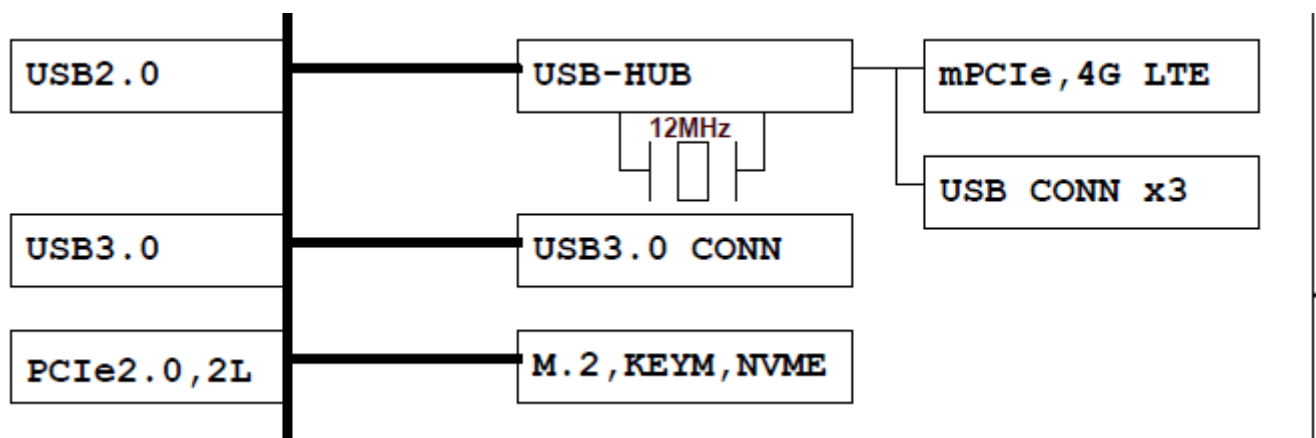 USB2.0
USB-HUB
mPCIe,4G LTE
12MHz
USB CONN x3
USB3.0
USB3.0 CONN
PCIe2.0,2L
M.2,KEYM,NVME